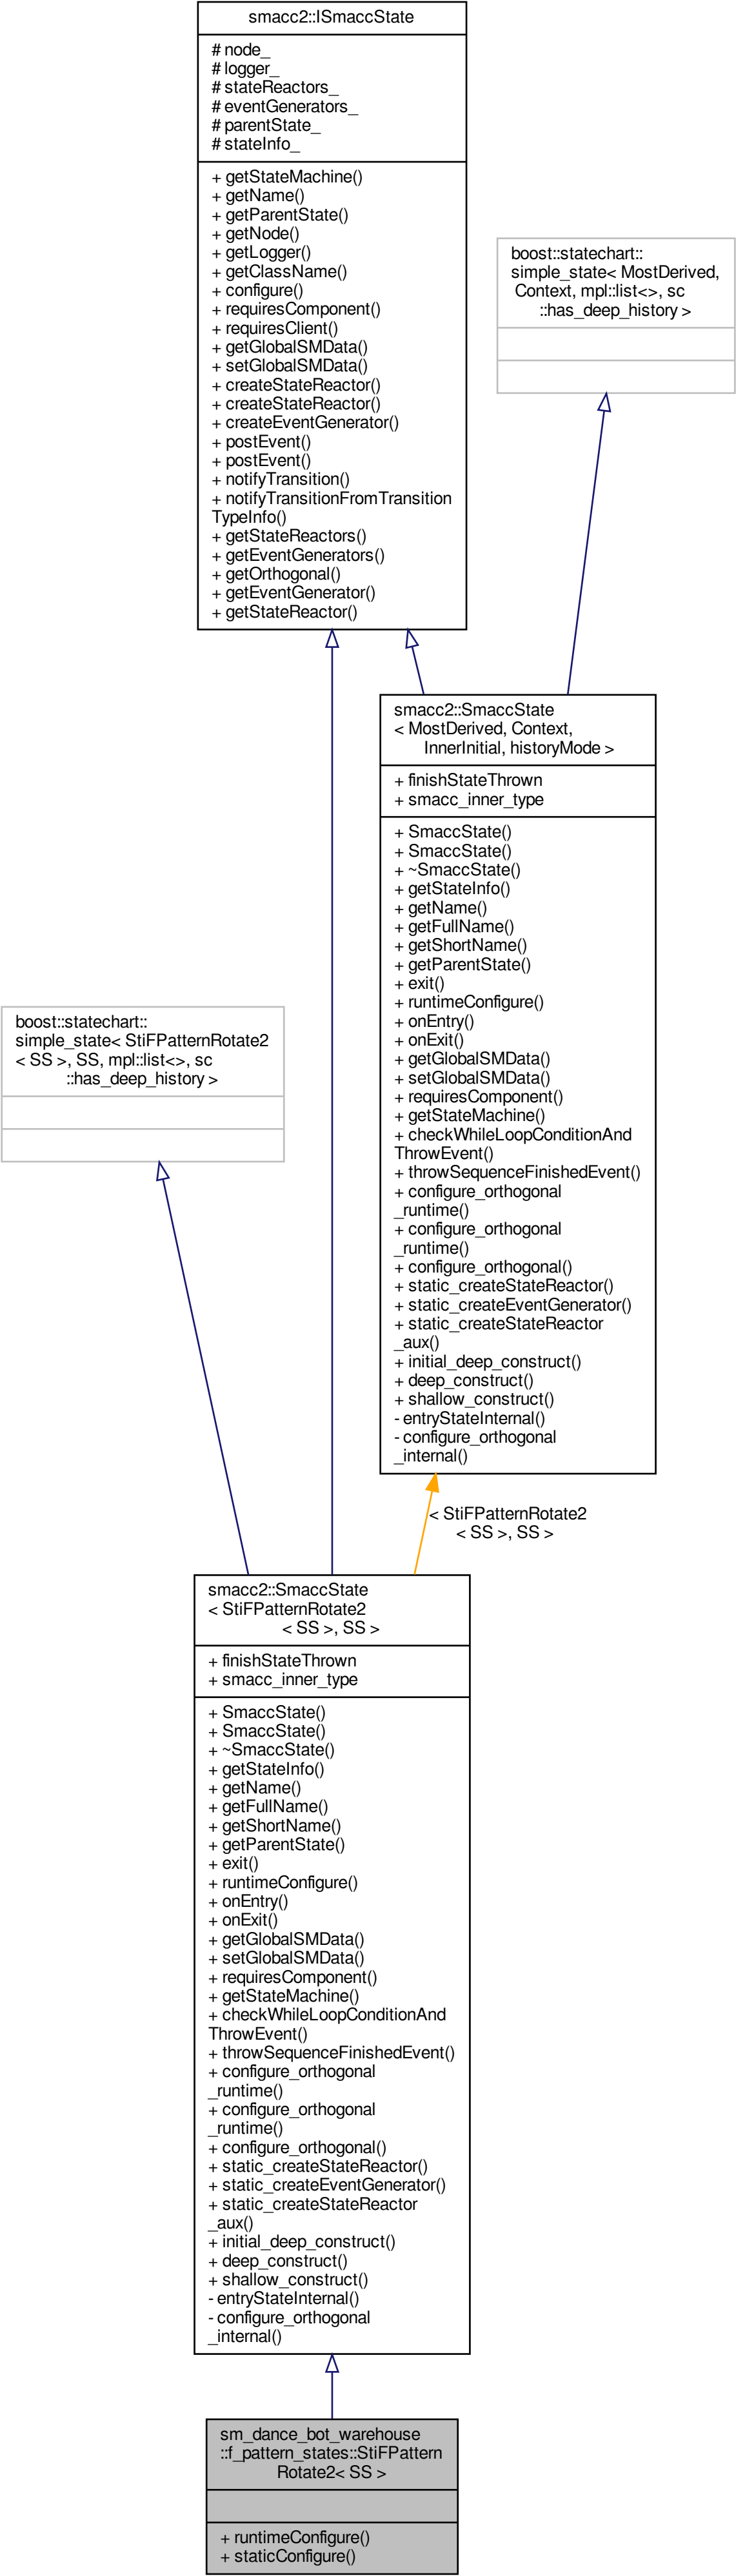 smacc2::ISmaccState
# node_
# logger_
# stateReactors_
# eventGenerators_
# parentState_
# stateInfo_
+ getStateMachine()
+ getName()
+ getParentState()
+ getNode()
+ getLogger()
+ getClassName()
+ configure()
+ requiresComponent()
+ requiresClient()
+ getGlobalSMData()
+ setGlobalSMData()
+ createStateReactor()
+ createStateReactor()
+ createEventGenerator()
+ postEvent()
+ postEvent()
+ notifyTransition()
+ notifyTransitionFromTransition
TypeInfo()
+ getStateReactors()
+ getEventGenerators()
+ getOrthogonal()
+ getEventGenerator()
+ getStateReactor()
boost::statechart::
simple_state< MostDerived,
Context, mpl::list<>, sc
::has_deep_history >
smacc2::SmaccState
< MostDerived, Context,
InnerInitial, historyMode >
+ finishStateThrown
+ smacc_inner_type
+ SmaccState()
+ SmaccState()
+ ~SmaccState()
+ getStateInfo()
+ getName()
+ getFullName()
+ getShortName()
+ getParentState()
+ exit()
+ runtimeConfigure()
+ onEntry()
+ onExit()
+ getGlobalSMData()
+ setGlobalSMData()
+ requiresComponent()
+ getStateMachine()
+ checkWhileLoopConditionAnd
ThrowEvent()
+ throwSequenceFinishedEvent()
+ configure_orthogonal
_runtime()
+ configure_orthogonal
_runtime()
+ configure_orthogonal()
+ static_createStateReactor()
+ static_createEventGenerator()
+ static_createStateReactor
_aux()
+ initial_deep_construct()
+ deep_construct()
+ shallow_construct()
- entryStateInternal()
- configure_orthogonal
_internal()
boost::statechart::
simple_state< StiFPatternRotate2
< SS >, SS, mpl::list<>, sc
::has_deep_history >
< StiFPatternRotate2
< SS >, SS >
smacc2::SmaccState
< StiFPatternRotate2
< SS >, SS >
+ finishStateThrown
+ smacc_inner_type
+ SmaccState()
+ SmaccState()
+ ~SmaccState()
+ getStateInfo()
+ getName()
+ getFullName()
+ getShortName()
+ getParentState()
+ exit()
+ runtimeConfigure()
+ onEntry()
+ onExit()
+ getGlobalSMData()
+ setGlobalSMData()
+ requiresComponent()
+ getStateMachine()
+ checkWhileLoopConditionAnd
ThrowEvent()
+ throwSequenceFinishedEvent()
+ configure_orthogonal
_runtime()
+ configure_orthogonal
_runtime()
+ configure_orthogonal()
+ static_createStateReactor()
+ static_createEventGenerator()
+ static_createStateReactor
_aux()
+ initial_deep_construct()
+ deep_construct()
+ shallow_construct()
- entryStateInternal()
- configure_orthogonal
_internal()
sm_dance_bot_warehouse
::f_pattern_states::StiFPattern
Rotate2< SS >
+ runtimeConfigure()
+ staticConfigure()